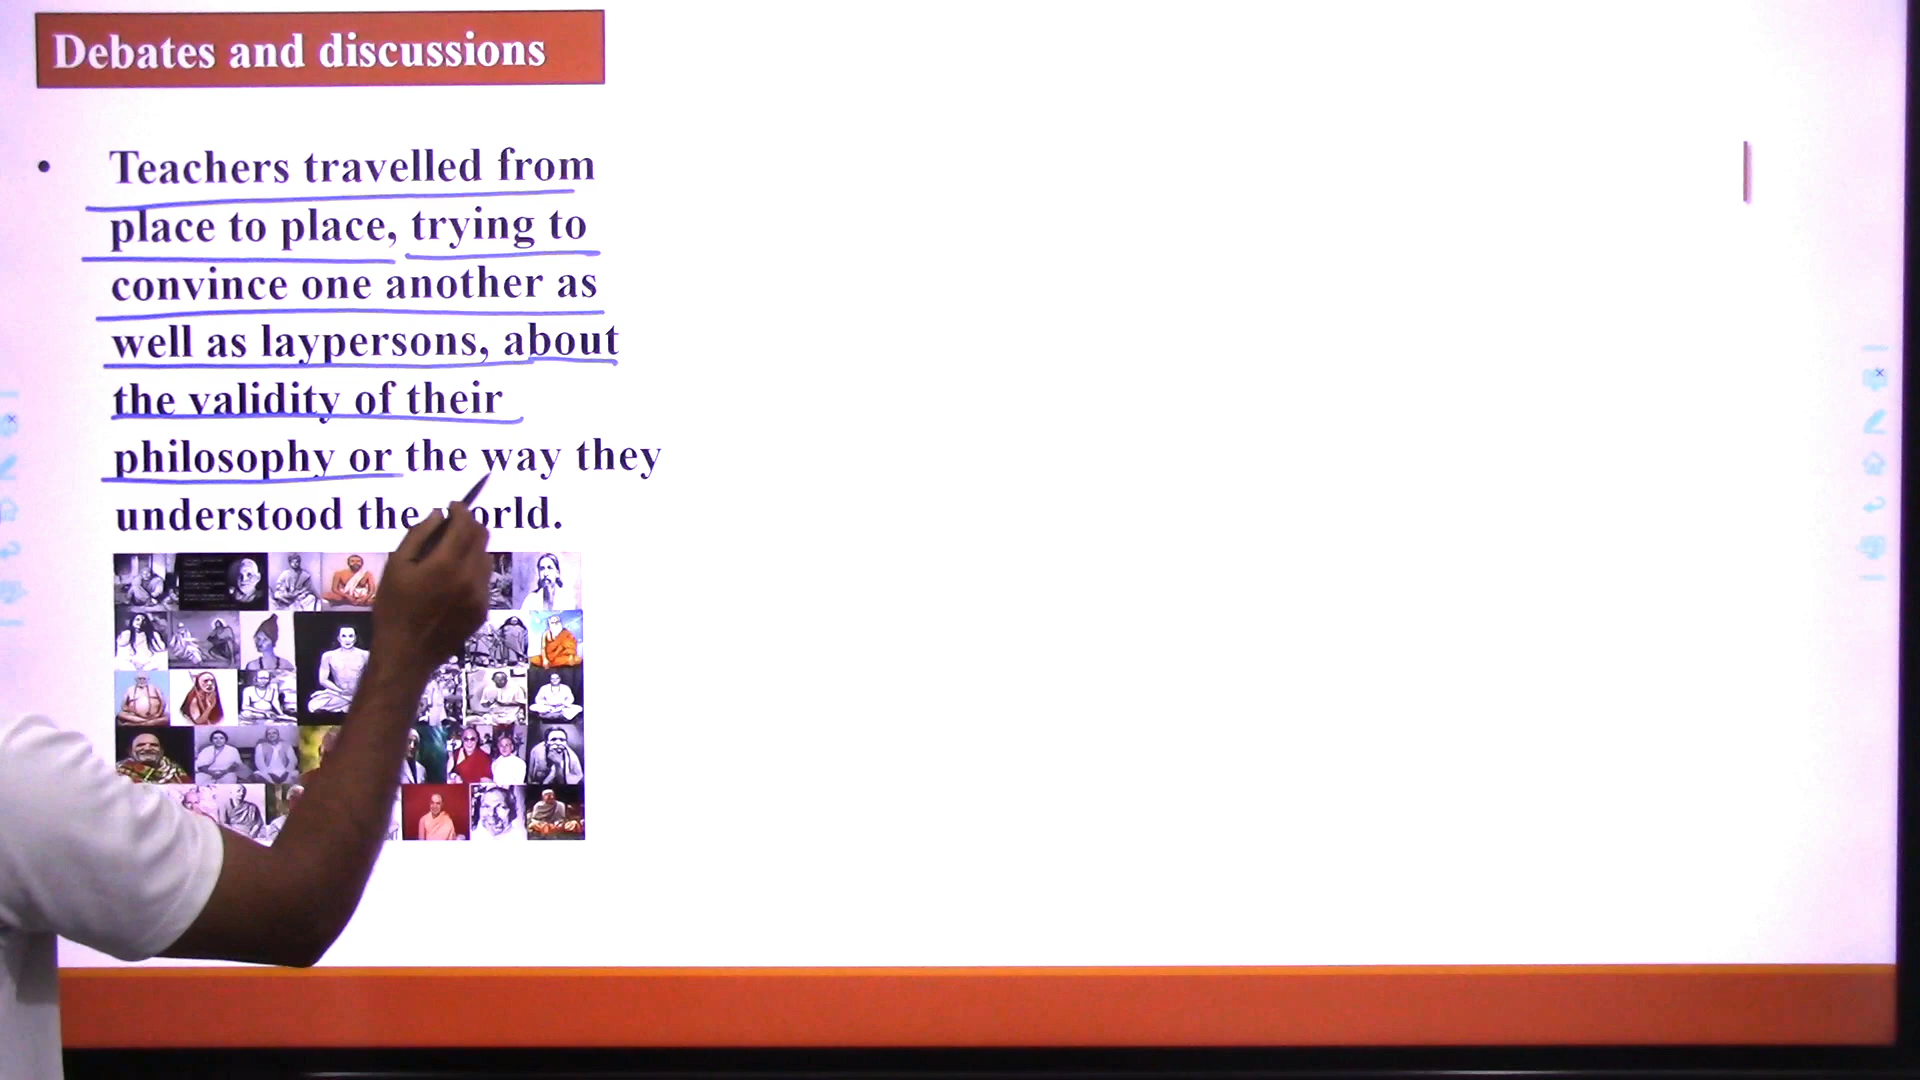 Debates and discussions
• Teachers travelled from
place to place, trying to
convince one another as
well as laypersons, about
the validity of their
philosophy or the way they
understood the world.